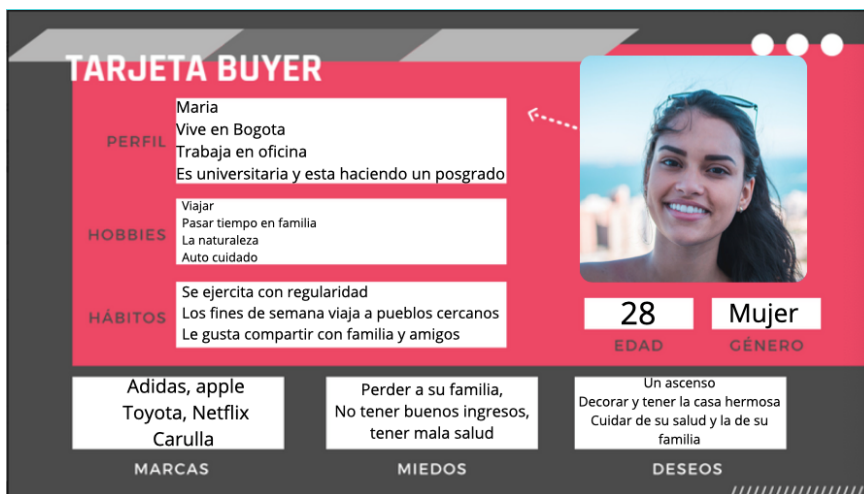 TARJETA BUYER
PERFIL
Maria
Vive en Bogota
Trabaja en oficina
Es universitaria y esta haciendo un posgrado
HOBBIES
Viajar
Pasar tiempo en familia
La naturaleza
Auto cuidado
HÁBITOS
Se ejercita con regularidad
Los fines de semana viaja a pueblos cercanos
Le gusta compartir con familia y amigos
28
EDAD
Mujer
GÉNERO
Adidas, apple
Toyota, Netflix
Carulla
MARCAS
Perder a su familia,
No tener buenos ingresos,
tener mala salud
MIEDOS
Un ascenso
Decorar y tener la casa hermosa
Cuidar de su salud y la de su
familia
DESEOS